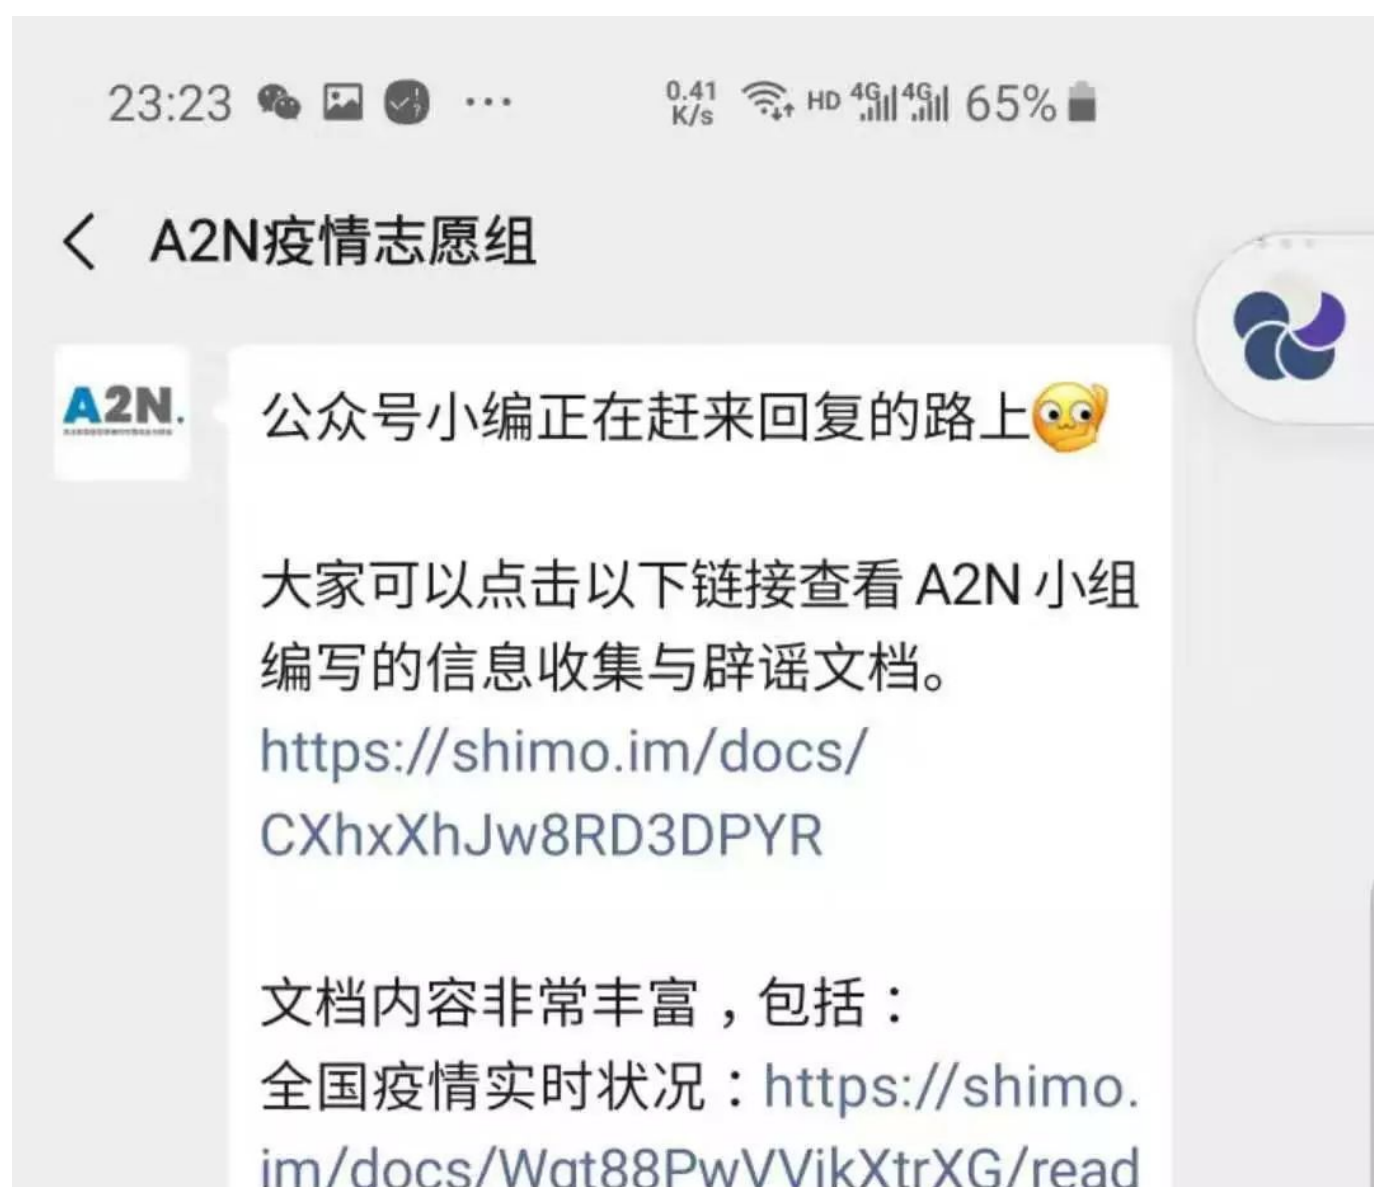 23:23 ... 0.41 K/s HD 4G 4G 65%
A2N疫情志愿组
A2N.
公众号小编正在赶来回复的路上
大家可以点击以下链接查看 A2N 小组
编写的信息收集与辟谣文档。
https://shimo.im/docs/
CXhxXhJw8RD3DPYR
文档内容非常丰富，包括：
全国疫情实时状况：https://shimo.
im/docs/Wgt88PwVVjkXtrXG/read